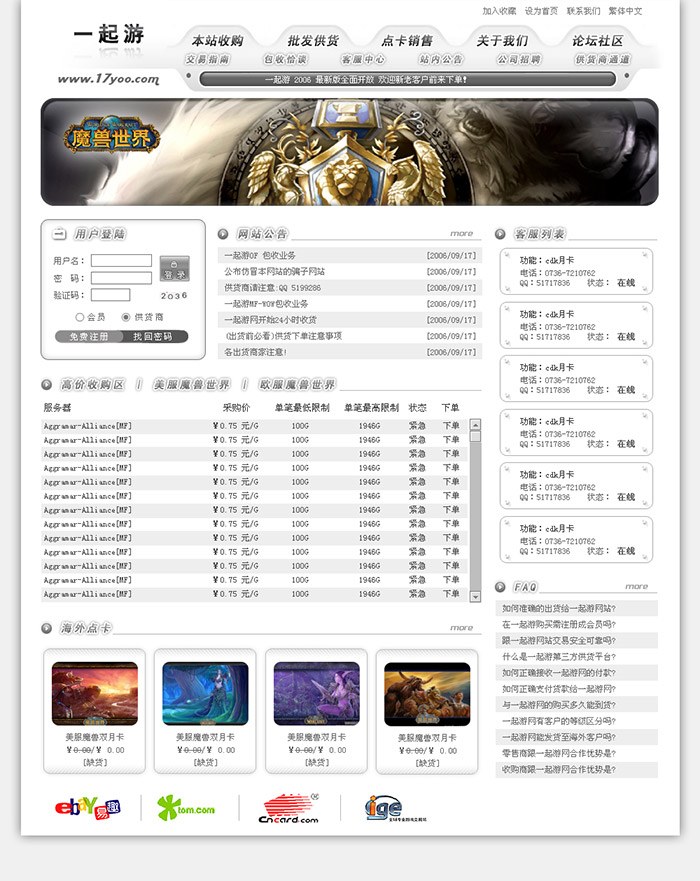 加入收藏 设为首页 联系我们 繁体中文
一起游
www.17yoo.com
本站收购 批发供货 点卡销售 关于我们 论坛社区
交易指南 包收恰谈 客服中心 站内公告 公司招聘 供货商通道
一起游 2006 最新版全面开放 欢迎新老客户前来下单!
魔兽世界
用户登陆
用户名:
密 码:
登 录
验证码: 2036
会员 供货商
免费注册 找回密码
网站公告 more
一起游OF 包收业务 [2006/09/17]
公布仿冒本网站的骗子网站 [2006/09/17]
供货商请注意:QQ 5199286 [2006/09/17]
一起游MF-WOW包收业务 [2006/09/17]
一起游网开始24小时收货 [2006/09/17]
(出货前必看)供货下单注意事项 [2006/09/17]
各出货商家注意! [2006/09/17]
客服列表
功能:cdk月卡
电话:0736-7210762
QQ:51717836 状态: 在线
功能:cdk月卡
电话:0736-7210762
QQ:51717836 状态: 在线
功能:cdk月卡
电话:0736-7210762
QQ:51717836 状态: 在线
功能:cdk月卡
电话:0736-7210762
QQ:51717836 状态: 在线
功能:cdk月卡
电话:0736-7210762
QQ:51717836 状态: 在线
功能:cdk月卡
电话:0736-7210762
QQ:51717836 状态: 在线
高价收购区 | 美服魔兽世界 | 欧服魔兽世界
服务器 采购价 单笔最低限制 单笔最高限制 状态 下单
Aggramar-Alliance[MF] ¥0.75 元/G 100G 1946G 紧急 下单
Aggramar-Alliance[MF] ¥0.75 元/G 100G 1946G 紧急 下单
Aggramar-Alliance[MF] ¥0.75 元/G 100G 1946G 紧急 下单
Aggramar-Alliance[MF] ¥0.75 元/G 100G 1946G 紧急 下单
Aggramar-Alliance[MF] ¥0.75 元/G 100G 1946G 紧急 下单
Aggramar-Alliance[MF] ¥0.75 元/G 100G 1946G 紧急 下单
Aggramar-Alliance[MF] ¥0.75 元/G 100G 1946G 紧急 下单
Aggramar-Alliance[MF] ¥0.75 元/G 100G 1946G 紧急 下单
Aggramar-Alliance[MF] ¥0.75 元/G 100G 1946G 紧急 下单
Aggramar-Alliance[MF] ¥0.75 元/G 100G 1946G 紧急 下单
Aggramar-Alliance[MF] ¥0.75 元/G 100G 1946G 紧急 下单
Aggramar-Alliance[MF] ¥0.75 元/G 100G 1946G 紧急 下单
Aggramar-Alliance[MF] ¥0.75 元/G 100G 1946G 紧急 下单
FAQ more
如何准确的出货给一起游网站?
在一起游购买需注册成会员吗?
跟一起游网站交易安全可靠吗?
什么是一起游第三方供货平台?
如何正确接收一起游网的付款?
如何正确支付货款给一起游网?
与一起游网的购买多久能到货?
一起游网有客户的等级区分吗?
一起游网能发货至海外客户吗?
零售商跟一起游网合作优势是?
收购商跟一起游网合作优势是?
海外点卡 more
美服魔兽双月卡 美服魔兽双月卡 美服魔兽双月卡 美服魔兽双月卡
¥0.00/¥ 0.00 ¥0.00/¥ 0.00 ¥0.00/¥ 0.00 ¥0.00/¥ 0.00
[缺货] [缺货] [缺货] [缺货]
ebay易趣 tom.com Cncard.com ige